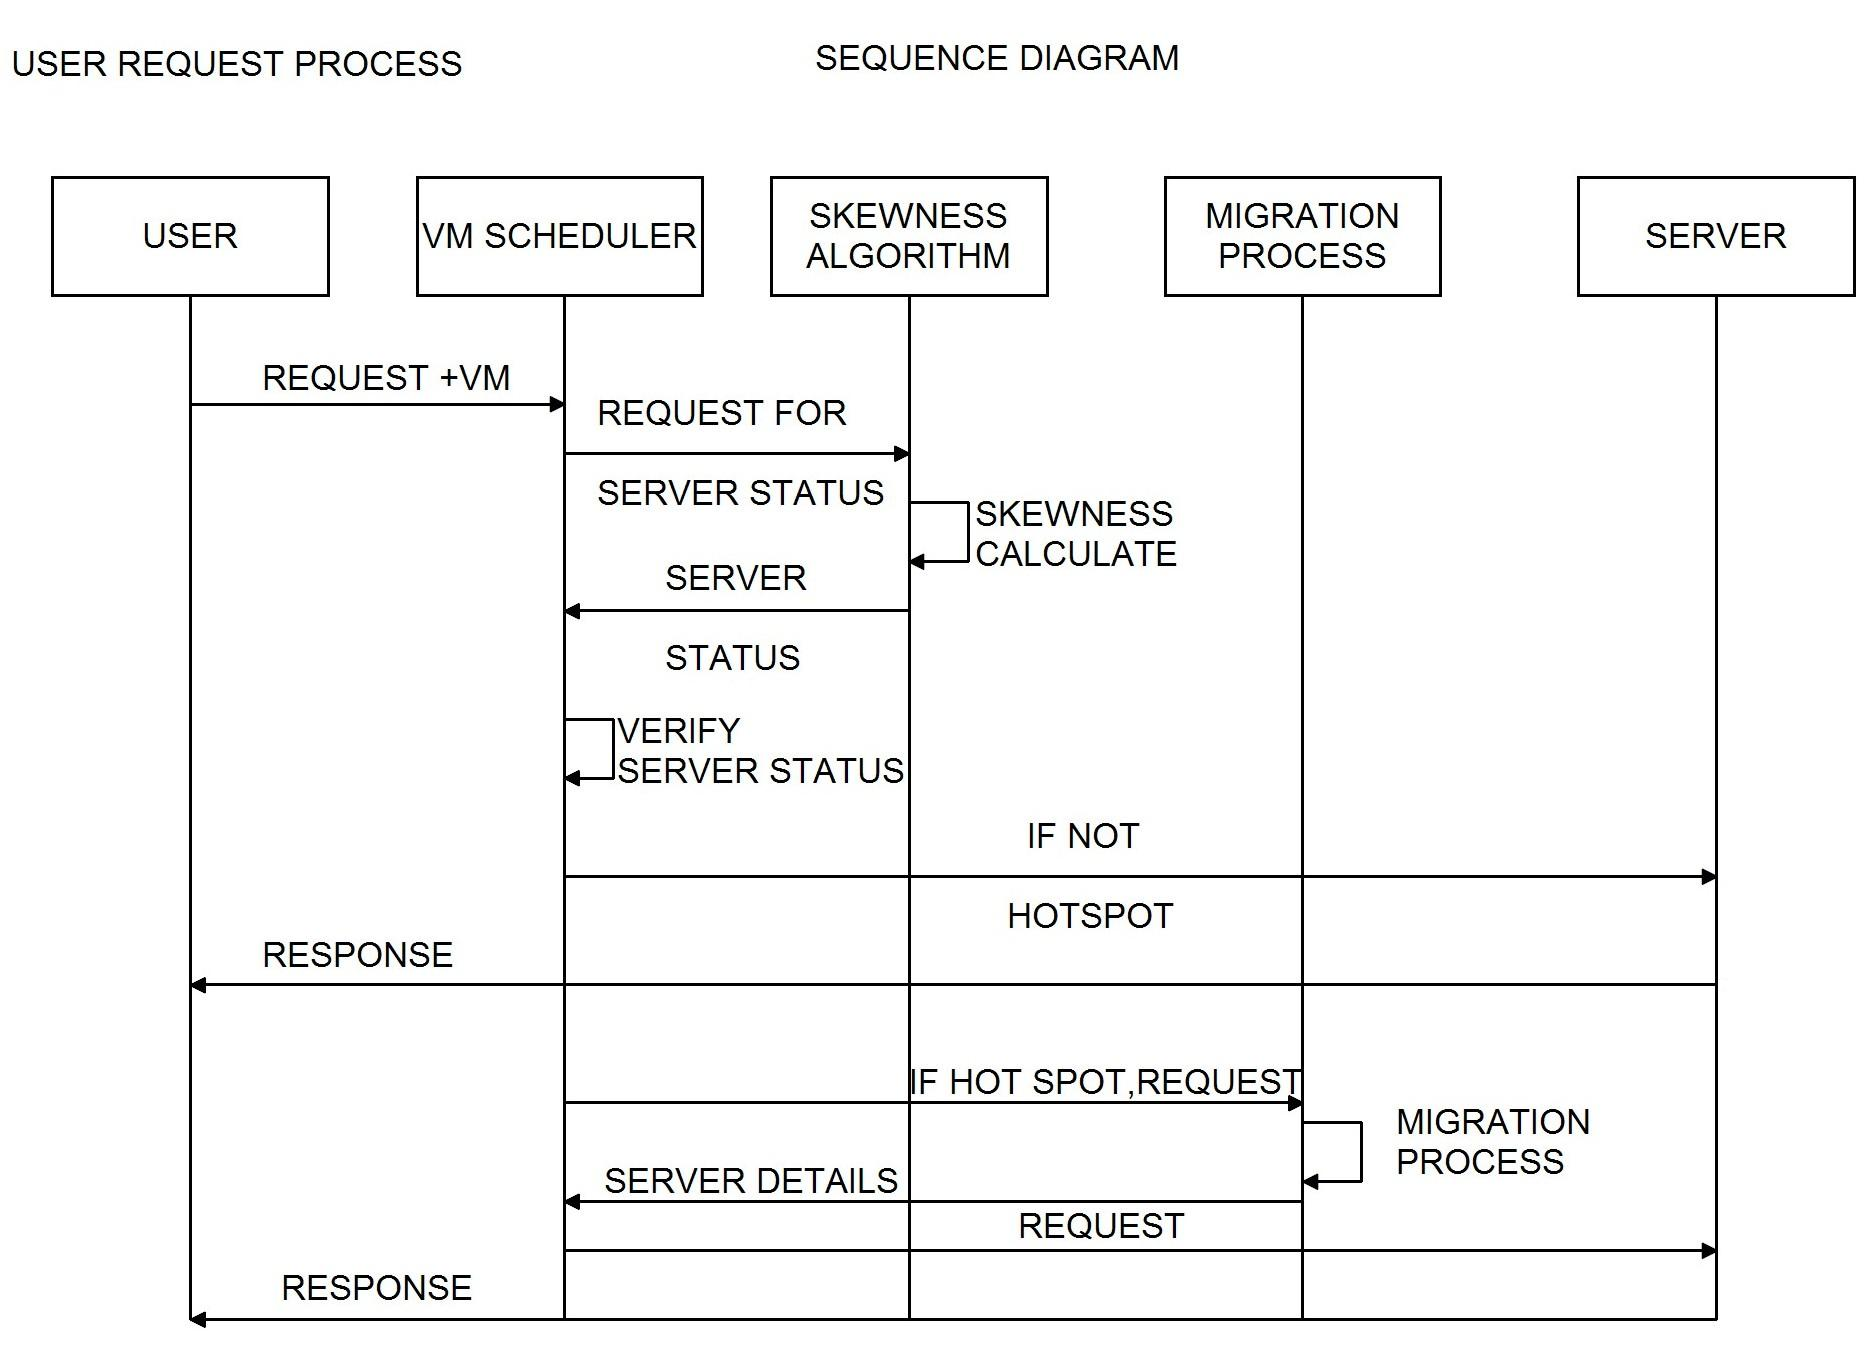 USER REQUEST PROCESS
SEQUENCE DIAGRAM
USER
VM SCHEDULER
SKEWNESS
ALGORITHM
MIGRATION
PROCESS
SERVER
REQUEST +VM
REQUEST FOR
SERVER STATUS
SKEWNESS
CALCULATE
SERVER
STATUS
VERIFY
SERVER STATUS
IF NOT
HOTSPOT
RESPONSE
IF HOT SPOT,REQUEST
MIGRATION
PROCESS
SERVER DETAILS
REQUEST
RESPONSE